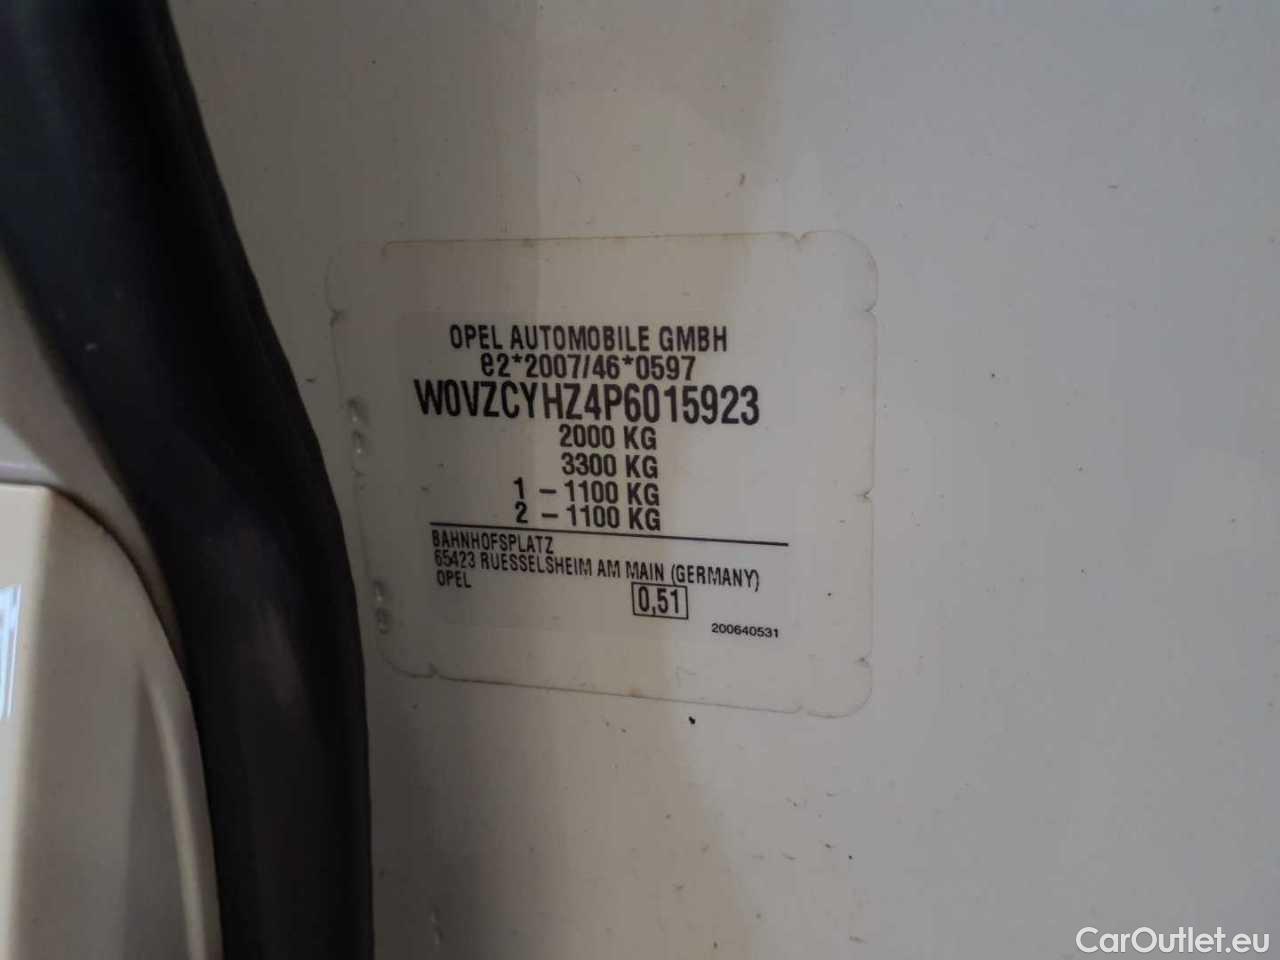 OPEL AUTOMOBILE GMBH
e2*2007/46*0597
W0VZCYHZ4P6015923
2000 KG
3300 KG
1 – 1100 KG
2 – 1100 KG
BAHNHOFSPLATZ
65423 RUESSELSHEIM AM MAIN (GERMANY)
OPEL
0,51
200640531
CarOutlet.eu